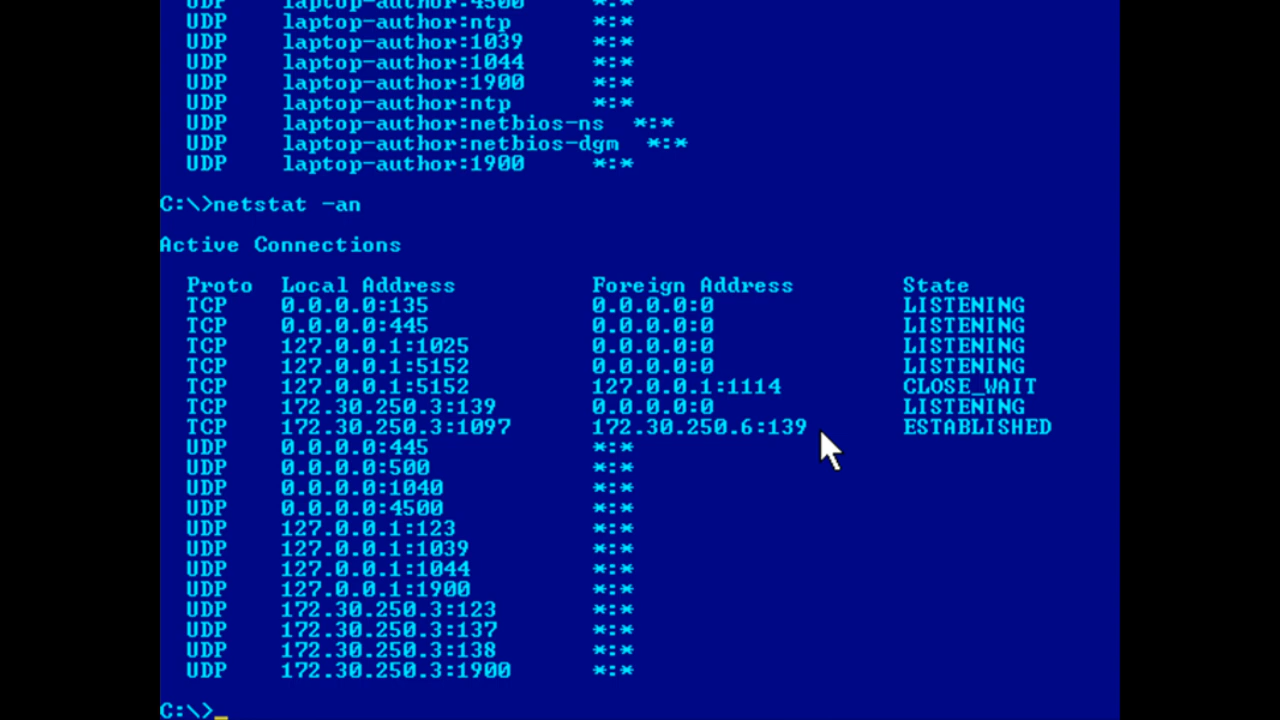 UDP laptop-author:4500 *:*
UDP laptop-author:ntp *:*
UDP laptop-author:1039 *:*
UDP laptop-author:1044 *:*
UDP laptop-author:1900 *:*
UDP laptop-author:ntp *:*
UDP laptop-author:netbios-ns *:*
UDP laptop-author:netbios-dgm *:*
UDP laptop-author:1900 *:*
C:\>netstat -an
Active Connections
Proto Local Address Foreign Address State
TCP 0.0.0.0:135 0.0.0.0:0 LISTENING
TCP 0.0.0.0:445 0.0.0.0:0 LISTENING
TCP 127.0.0.1:1025 0.0.0.0:0 LISTENING
TCP 127.0.0.1:5152 0.0.0.0:0 LISTENING
TCP 127.0.0.1:5152 127.0.0.1:1114 CLOSE_WAIT
TCP 172.30.250.3:139 0.0.0.0:0 LISTENING
TCP 172.30.250.3:1097 172.30.250.6:139 ESTABLISHED
UDP 0.0.0.0:445 *:*
UDP 0.0.0.0:500 *:*
UDP 0.0.0.0:1040 *:*
UDP 0.0.0.0:4500 *:*
UDP 127.0.0.1:123 *:*
UDP 127.0.0.1:1039 *:*
UDP 127.0.0.1:1044 *:*
UDP 127.0.0.1:1900 *:*
UDP 172.30.250.3:123 *:*
UDP 172.30.250.3:137 *:*
UDP 172.30.250.3:138 *:*
UDP 172.30.250.3:1900 *:*
C:\>_